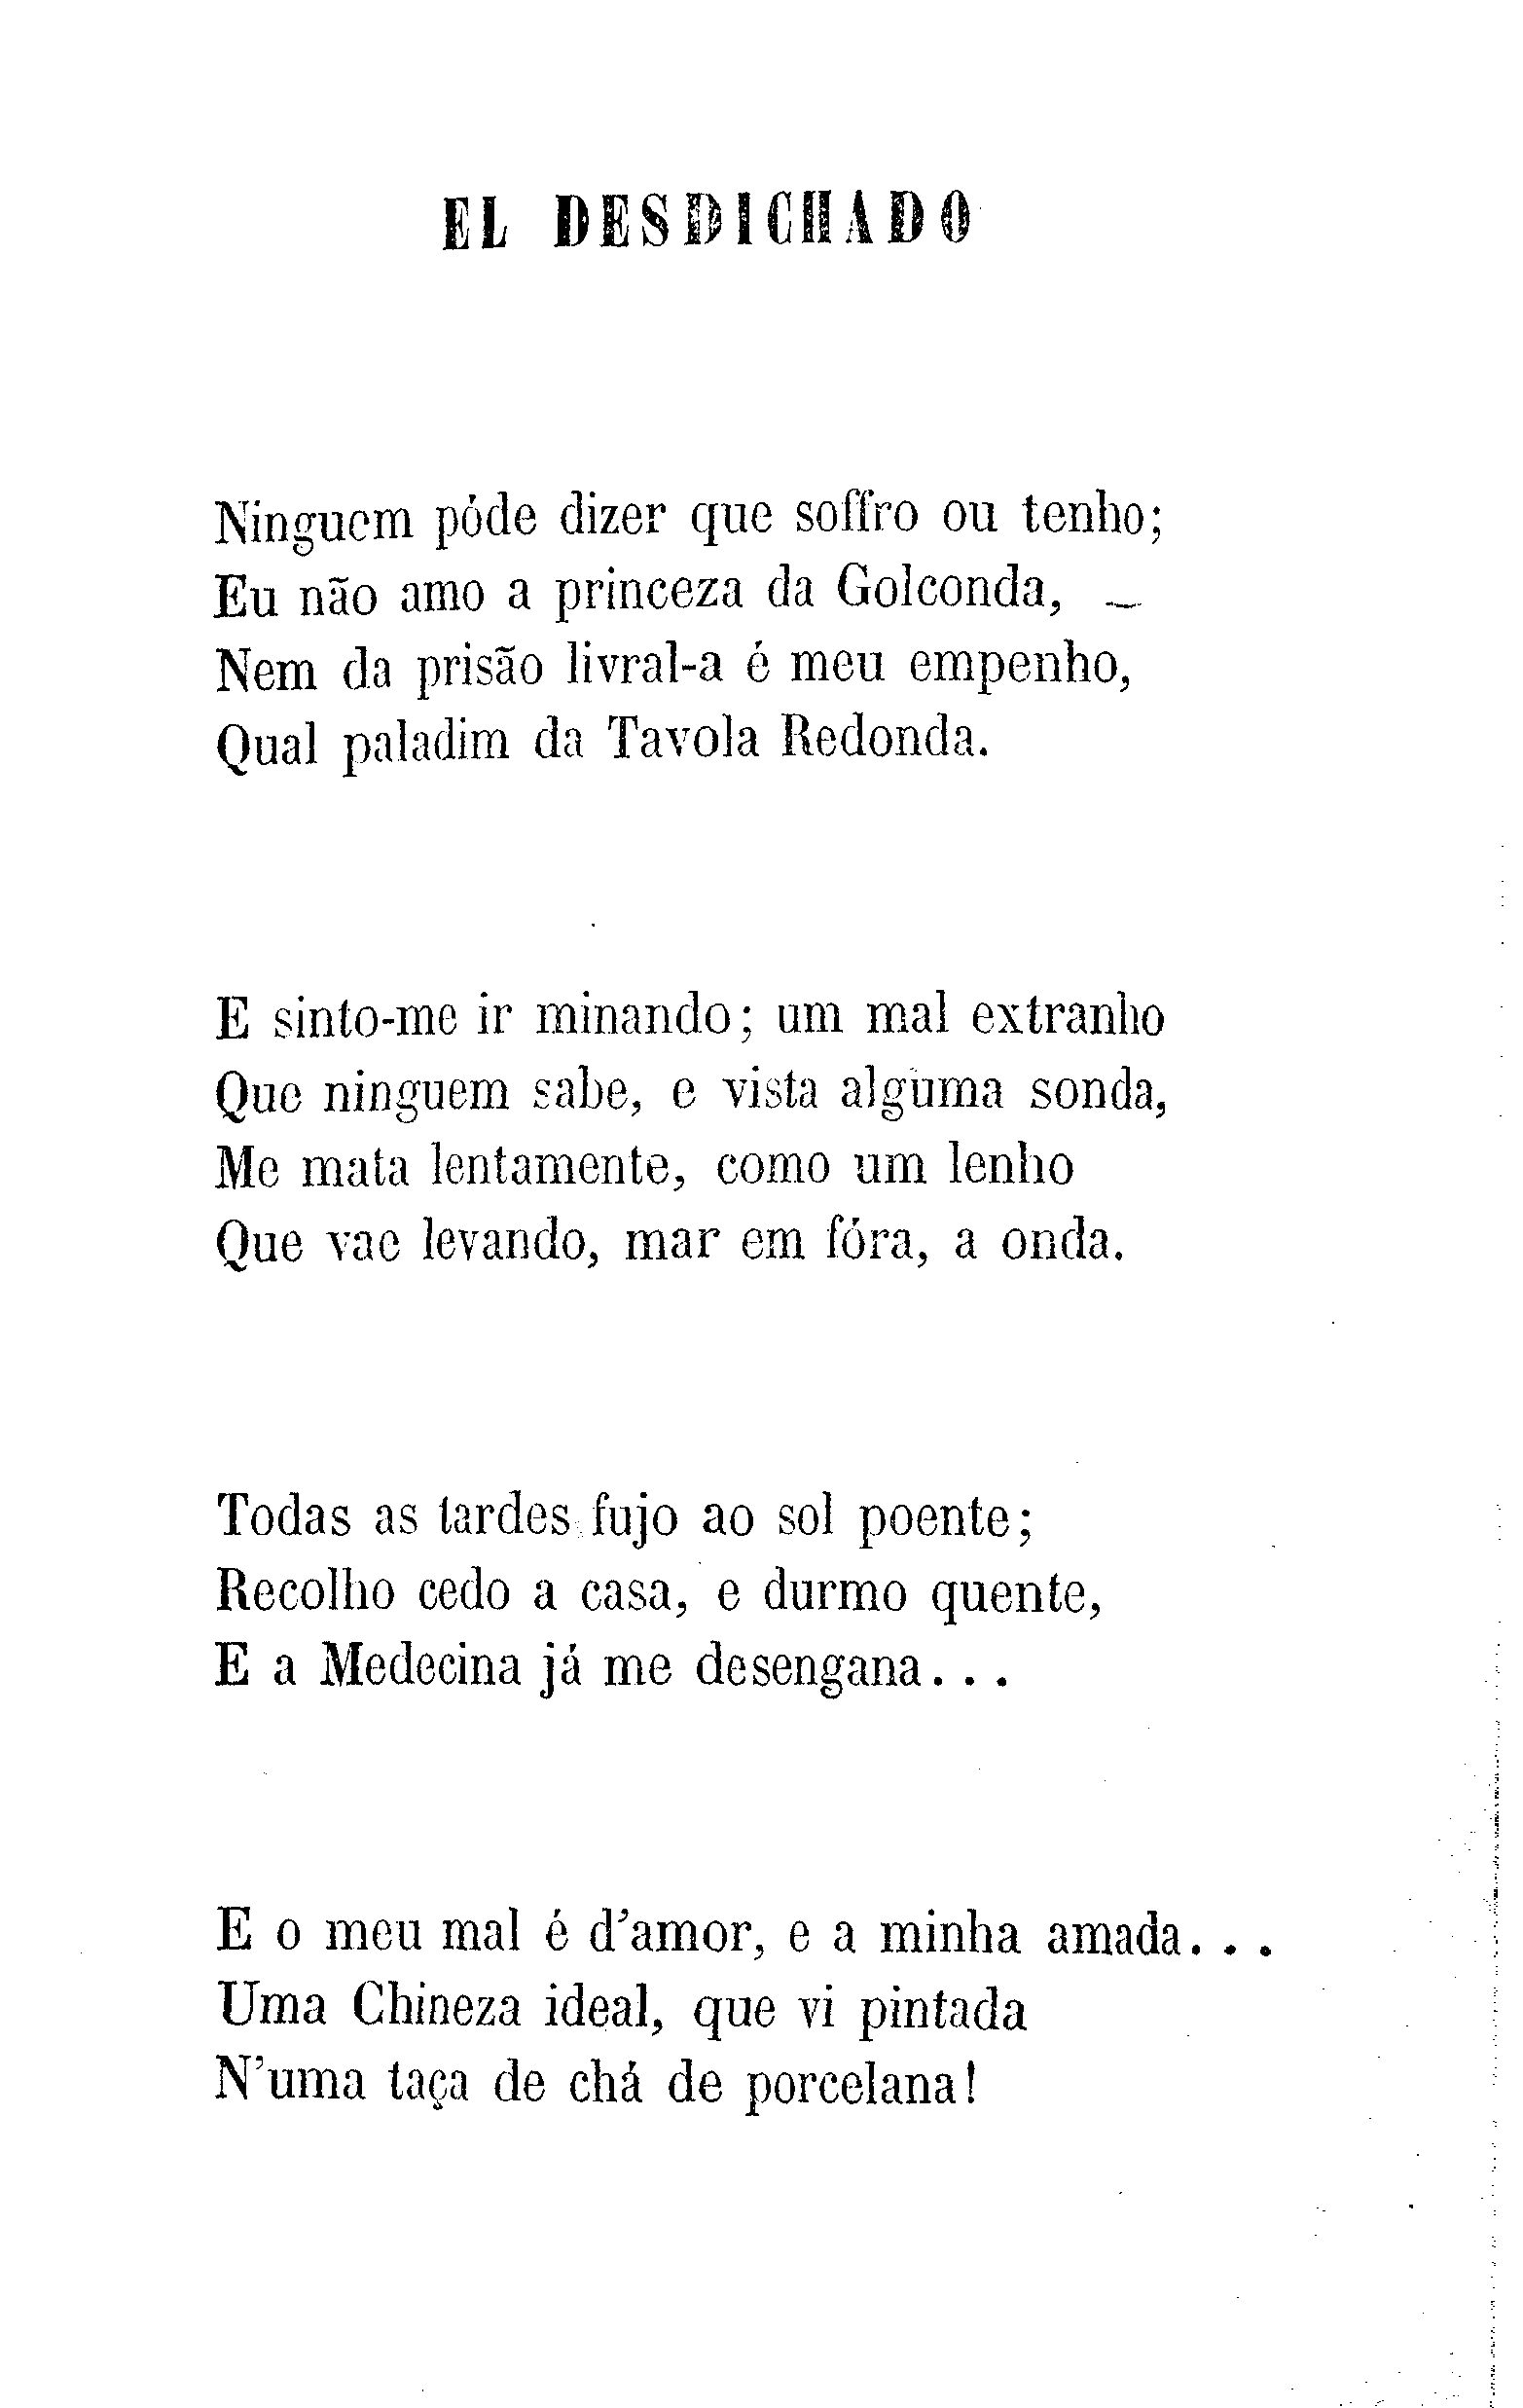 EL DESDICHADO
Ninguem póde dizer que soffro ou tenho;
Eu não amo a princeza da Golconda,
Nem da prisão livral-a é meu empenho,
Qual paladim da Tavola Redonda.
E sinto-me ir minando; um mal extranho
Que ninguem sabe, e vista alguma sonda,
Me mata lentamente, como um lenho
Que vae levando, mar em fóra, a onda.
Todas as tardes fujo ao sol poente;
Recolho cedo a casa, e durmo quente,
E a Medecina já me desengana...
E o meu mal é d'amor, e a minha amada...
Uma Chineza ideal, que vi pintada
N'uma taça de chá de porcelana!